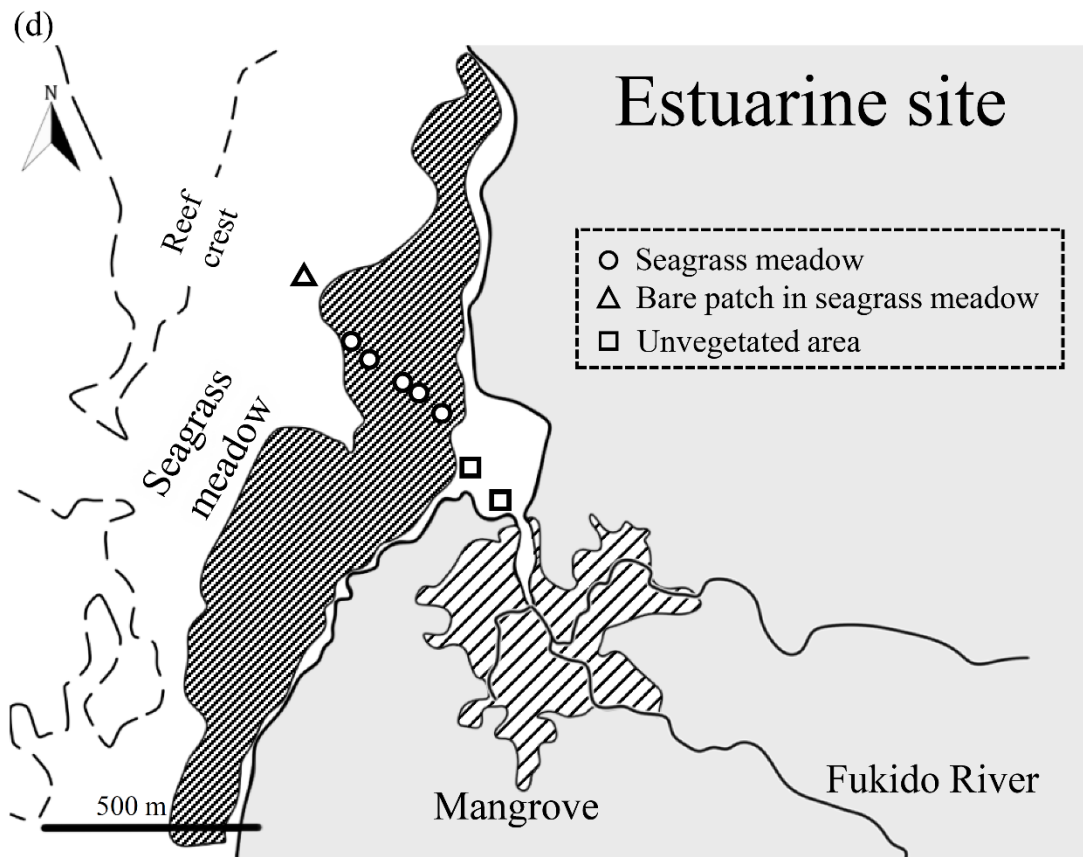 (d)
Estuarine site
N
Reef
crest
Seagrass meadow
Bare patch in seagrass meadow
Unvegetated area
Seagrass
meadow
500 m
Mangrove
Fukido River